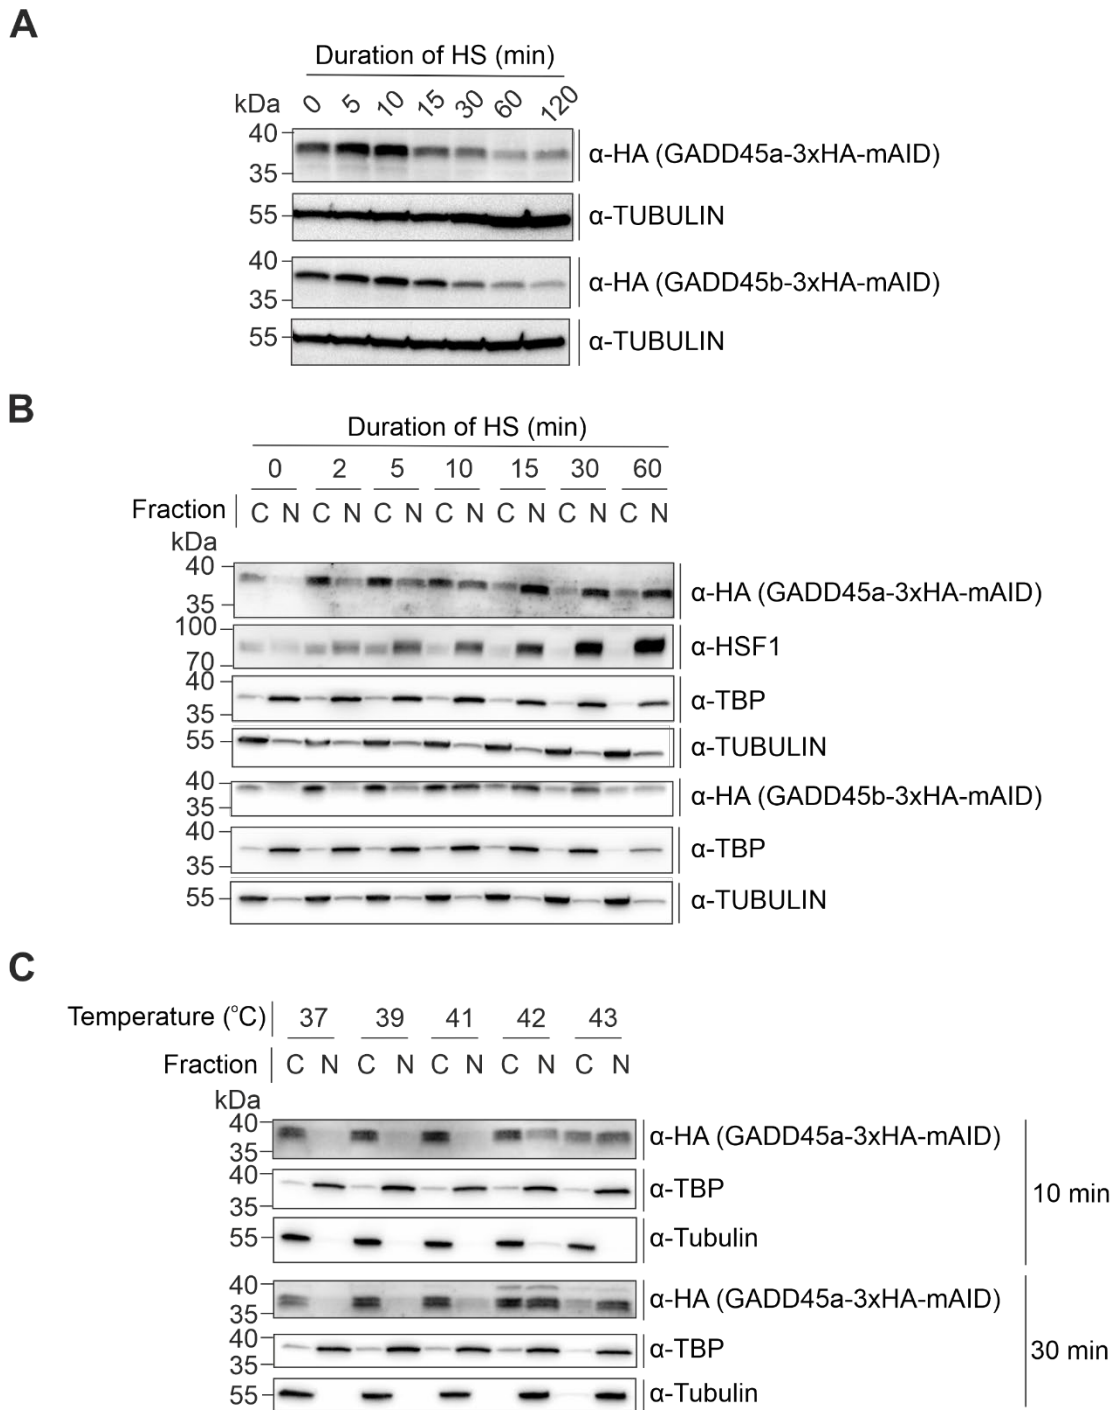 A
Duration of HS (min)
kDa 0 5 10 15 30 60 120
40
35
α-HA (GADD45a-3xHA-mAID)
55
α-TUBULIN
40
35
α-HA (GADD45b-3xHA-mAID)
55
α-TUBULIN
B
Duration of HS (min)
0 2 5 10 15 30 60
Fraction C N C N C N C N C N C N C N
kDa
40
35
α-HA (GADD45a-3xHA-mAID)
100
70
α-HSF1
40
35
α-TBP
55
α-TUBULIN
40
35
α-HA (GADD45b-3xHA-mAID)
40
35
α-TBP
55
α-TUBULIN
C
Temperature (°C) 37 39 41 42 43
Fraction C N C N C N C N C N
kDa
40
35
α-HA (GADD45a-3xHA-mAID)
40
35
α-TBP
10 min
55
α-Tubulin
40
35
α-HA (GADD45a-3xHA-mAID)
40
35
α-TBP
30 min
55
α-Tubulin